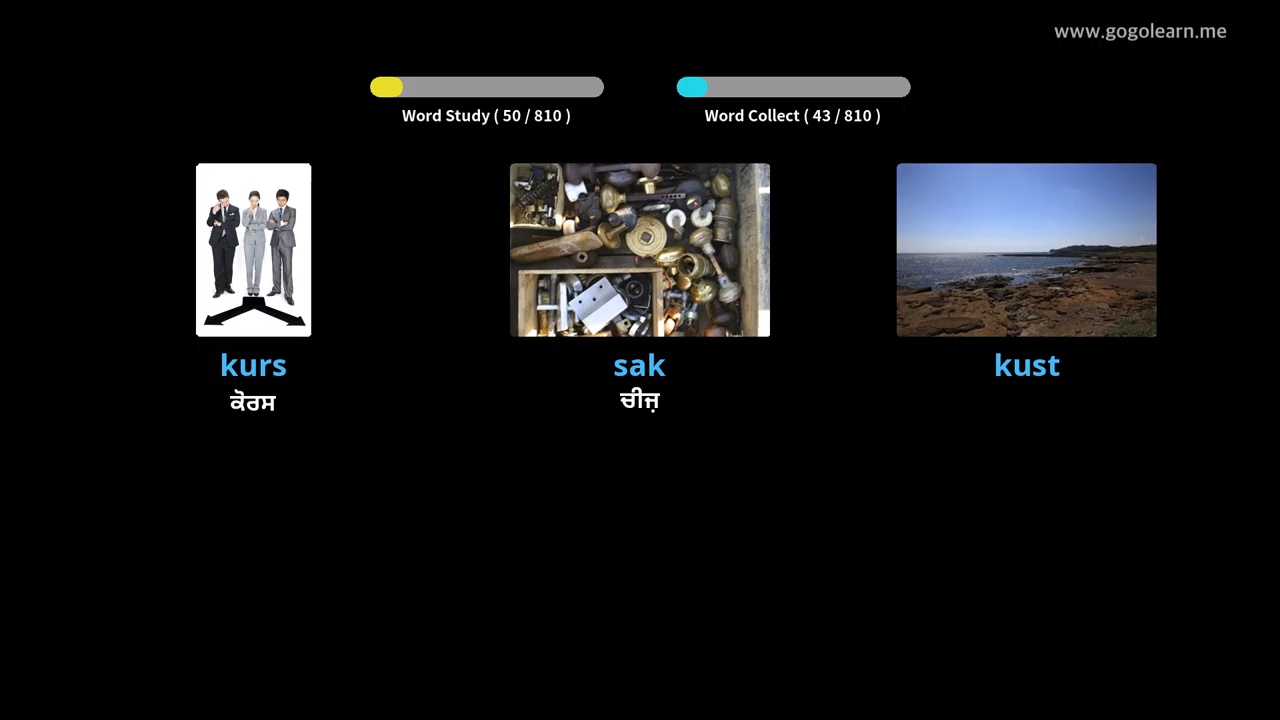 www.gogolearn.me
Word Study ( 50 / 810 )
Word Collect ( 43 / 810 )
kurs
sak
kust
ਕੋਰਸ
ਚੀਜ਼